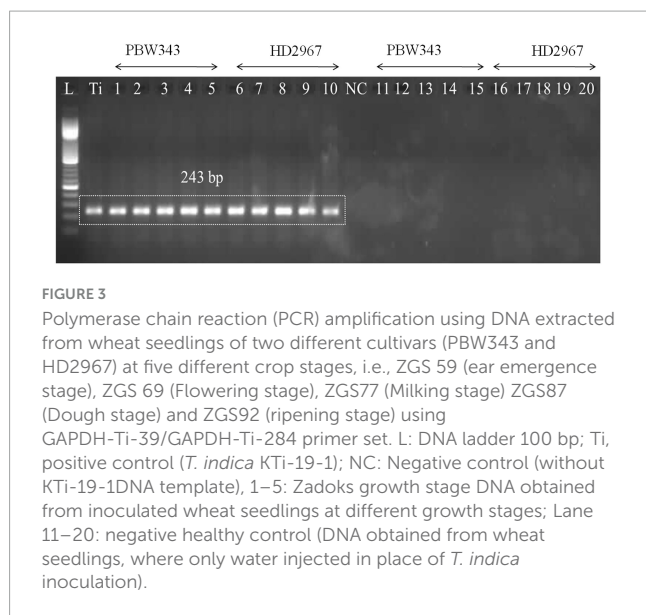 PBW343 HD2967 PBW343 HD2967
L Ti 1 2 3 4 5 6 7 8 9 10 NC 11 12 13 14 15 16 17 18 19 20
243 bp
FIGURE 3
Polymerase chain reaction (PCR) amplification using DNA extracted
from wheat seedlings of two different cultivars (PBW343 and
HD2967) at five different crop stages, i.e., ZGS 59 (ear emergence
stage), ZGS 69 (Flowering stage), ZGS77 (Milking stage) ZGS87
(Dough stage) and ZGS92 (ripening stage) using
GAPDH-Ti-39/GAPDH-Ti-284 primer set. L: DNA ladder 100 bp; Ti,
positive control (T. indica KTi-19-1); NC: Negative control (without
KTi-19-1DNA template), 1–5: Zadoks growth stage DNA obtained
from inoculated wheat seedlings at different growth stages; Lane
11–20: negative healthy control (DNA obtained from wheat
seedlings, where only water injected in place of T. indica
inoculation).